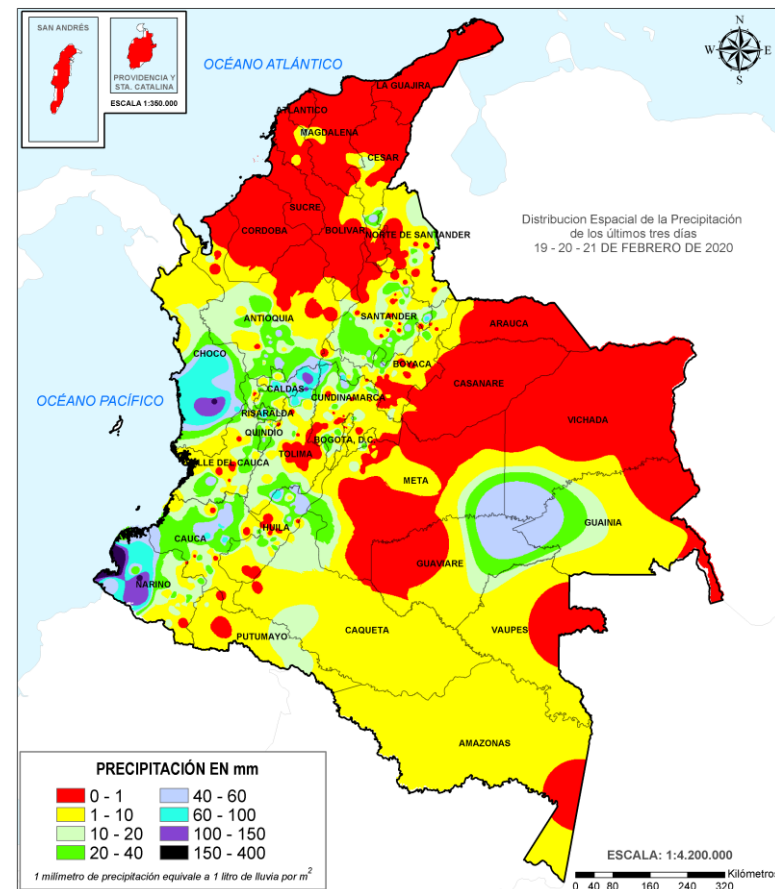 SAN ANDRÉS
PROVIDENCIA Y
STA. CATALINA
ESCALA 1:350.000
OCÉANO ATLÁNTICO
N
W
E
S
LA GUAJIRA
ATLANTICO
MAGDALENA
CESAR
SUCRE
CORDOBA
BOLIVAR
NORTE DE SANTANDER
Distribucion Espacial de la Precipitación
de los últimos tres días
19 - 20 - 21 DE FEBRERO DE 2020
ANTIOQUIA
SANTANDER
ARAUCA
CHOCO
BOYACA
CASANARE
OCÉANO PACÍFICO
CALDAS
CUNDINAMARCA
VICHADA
RISARALDA
QUINDIO
BOGOTA, D.C.
TOLIMA
VALLE DEL CAUCA
META
GUAINIA
HUILA
CAUCA
GUAVIARE
NARIÑO
CAQUETA
VAUPES
PUTUMAYO
AMAZONAS
PRECIPITACIÓN EN mm
0 - 1
40 - 60
1 - 10
60 - 100
10 - 20
100 - 150
20 - 40
150 - 400
1 milímetro de precipitación equivale a 1 litro de lluvia por m²
ESCALA: 1:4.200.000
Kilómetros
0 40 80 160 240 320